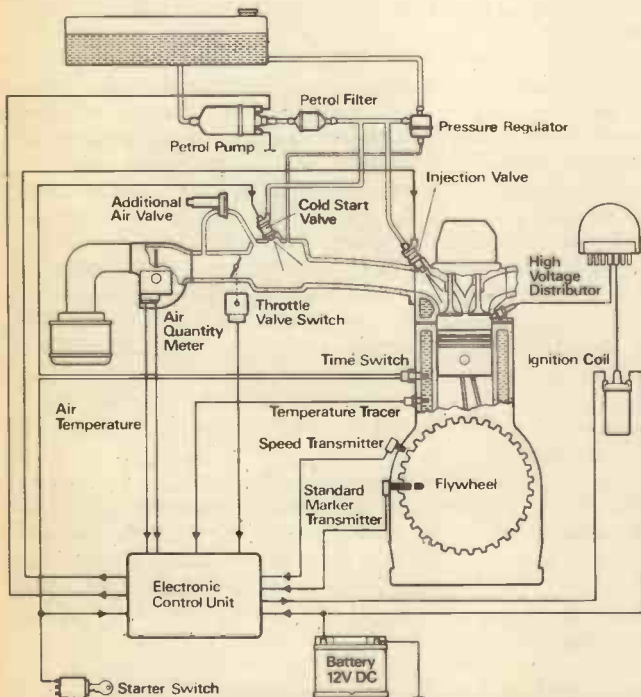 Petrol Filter
Petrol Pump
Pressure Regulator
Injection Valve
Additional
Air Valve
Cold Start
Valve
High
Voltage
Distributor
Air
Quantity
Meter
Throttle
Valve Switch
Ignition Coil
Time Switch
Air
Temperature
Temperature Tracer
Speed Transmitter
Standard
Marker
Transmitter
Flywheel
Electronic
Control Unit
Battery
12V DC
Starter Switch